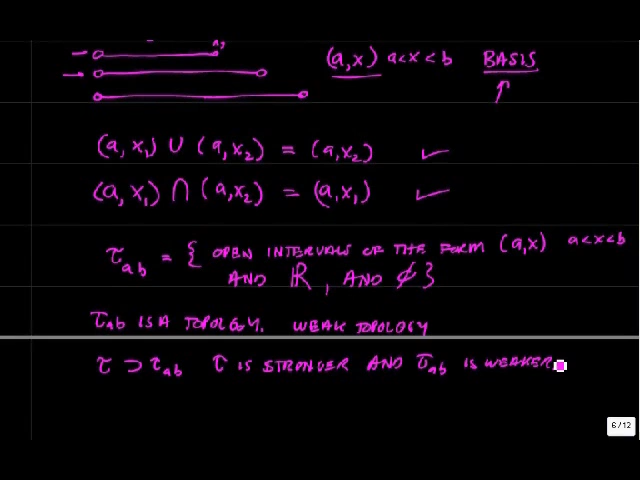 (a,x) a<x<b BASIS
(a,x₁) ∪ (a,x₂) = (a,x₂) ✓
(a,x₁) ∩ (a,x₂) = (a,x₁) ✓
τab = { OPEN INTERVALS OF THE FORM (a,x) a<x<b
AND ℝ, AND ∅}
τab IS A TOPOLOGY. WEAK TOPOLOGY
τ ⊃ τab τ IS STRONGER AND τab IS WEAKER
6/12